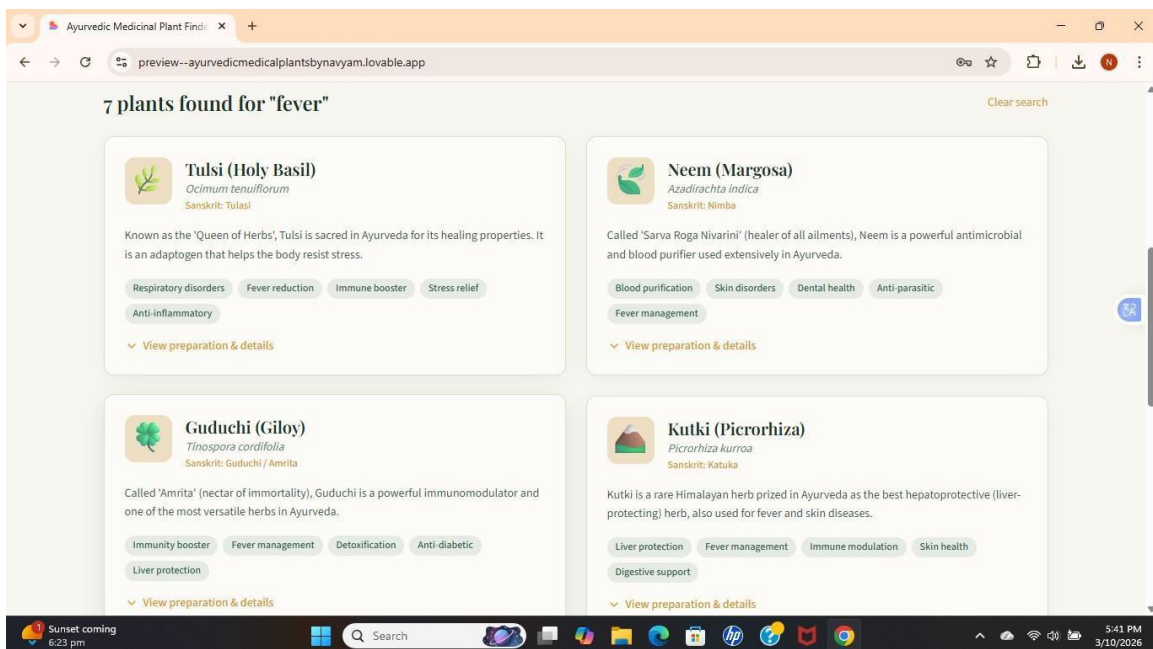 Ayurvedic Medicinal Plant Finde
preview--ayurvedicmedicalplantsbynavyam.lovable.app
N
7 plants found for "fever"
Clear search
Tulsi (Holy Basil)
Ocimum tenuiflorum
Sanskrit: Tulasi
Known as the 'Queen of Herbs', Tulsi is sacred in Ayurveda for its healing properties. It
is an adaptogen that helps the body resist stress.
Respiratory disorders Fever reduction Immune booster Stress relief
Anti-inflammatory
View preparation & details
Neem (Margosa)
Azadirachta indica
Sanskrit: Nimba
Called 'Sarva Roga Nivarini' (healer of all ailments), Neem is a powerful antimicrobial
and blood purifier used extensively in Ayurveda.
Blood purification Skin disorders Dental health Anti-parasitic
Fever management
View preparation & details
Guduchi (Giloy)
Tinospora cordifolia
Sanskrit: Guduchi / Amrita
Called 'Amrita' (nectar of immortality), Guduchi is a powerful immunomodulator and
one of the most versatile herbs in Ayurveda.
Immunity booster Fever management Detoxification Anti-diabetic
Liver protection
View preparation & details
Kutki (Picrorhiza)
Picrorhiza kurroa
Sanskrit: Katuka
Kutki is a rare Himalayan herb prized in Ayurveda as the best hepatoprotective (liver-
protecting) herb, also used for fever and skin diseases.
Liver protection Fever management Immune modulation Skin health
Digestive support
View preparation & details
1
Sunset coming
6:23 pm
Search
hp
5:41 PM
3/10/2026